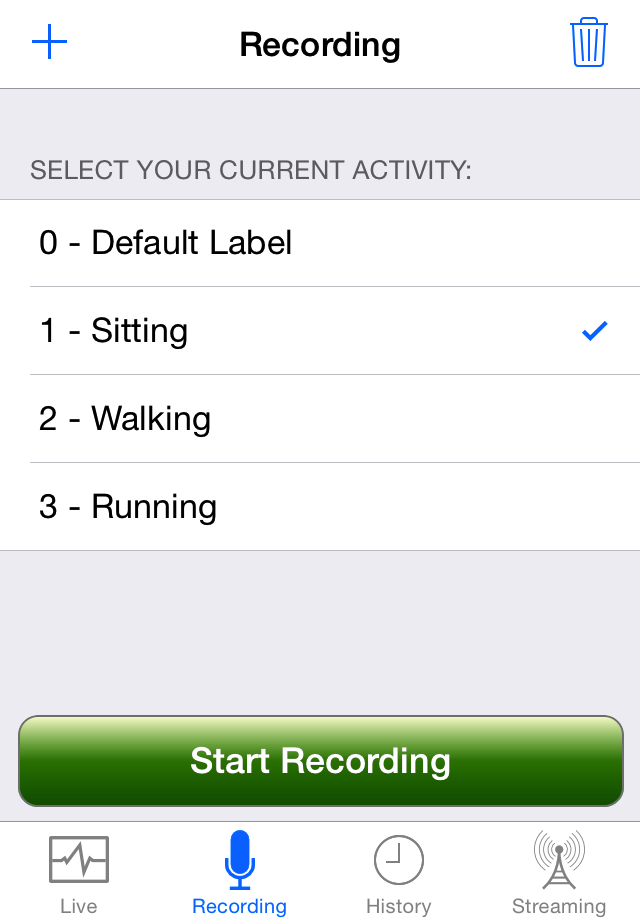 Recording
SELECT YOUR CURRENT ACTIVITY:
0 - Default Label
1 - Sitting
2 - Walking
3 - Running
Start Recording
Live Recording History Streaming